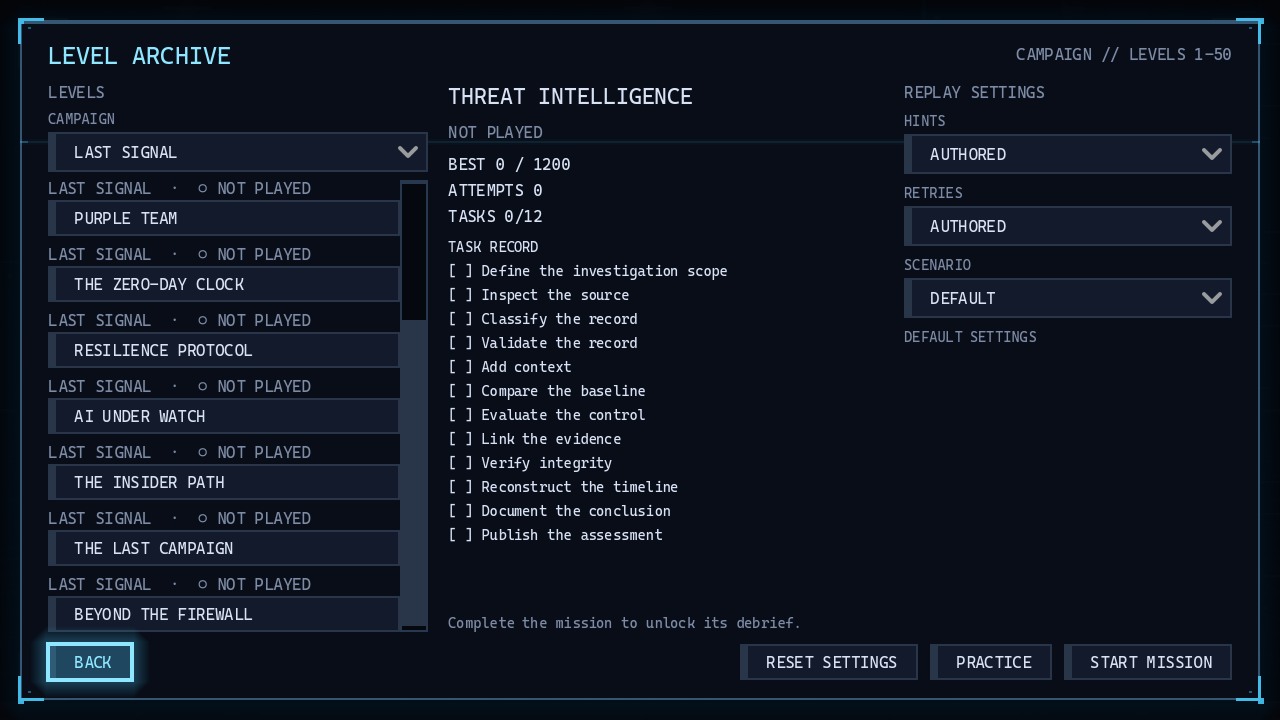 LEVEL ARCHIVE
CAMPAIGN // LEVELS 1-50
LEVELS
CAMPAIGN
LAST SIGNAL
LAST SIGNAL · ○ NOT PLAYED
PURPLE TEAM
LAST SIGNAL · ○ NOT PLAYED
THE ZERO-DAY CLOCK
LAST SIGNAL · ○ NOT PLAYED
RESILIENCE PROTOCOL
LAST SIGNAL · ○ NOT PLAYED
AI UNDER WATCH
LAST SIGNAL · ○ NOT PLAYED
THE INSIDER PATH
LAST SIGNAL · ○ NOT PLAYED
THE LAST CAMPAIGN
LAST SIGNAL · ○ NOT PLAYED
BEYOND THE FIREWALL
THREAT INTELLIGENCE
NOT PLAYED
BEST 0 / 1200
ATTEMPTS 0
TASKS 0/12
TASK RECORD
[ ] Define the investigation scope
[ ] Inspect the source
[ ] Classify the record
[ ] Validate the record
[ ] Add context
[ ] Compare the baseline
[ ] Evaluate the control
[ ] Link the evidence
[ ] Verify integrity
[ ] Reconstruct the timeline
[ ] Document the conclusion
[ ] Publish the assessment
Complete the mission to unlock its debrief.
REPLAY SETTINGS
HINTS
AUTHORED
RETRIES
AUTHORED
SCENARIO
DEFAULT
DEFAULT SETTINGS
BACK
RESET SETTINGS
PRACTICE
START MISSION